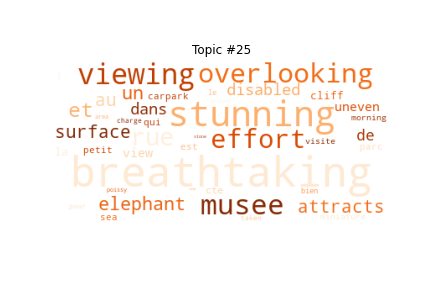 Topic #25
viewing overlooking
au un carpark le disabled cliff
et dans stunning uneven
charge qui morning
surface rue effort visite de
la petit view est parc
breathtaking
poissy cte bien
elephant musee attracts
sea